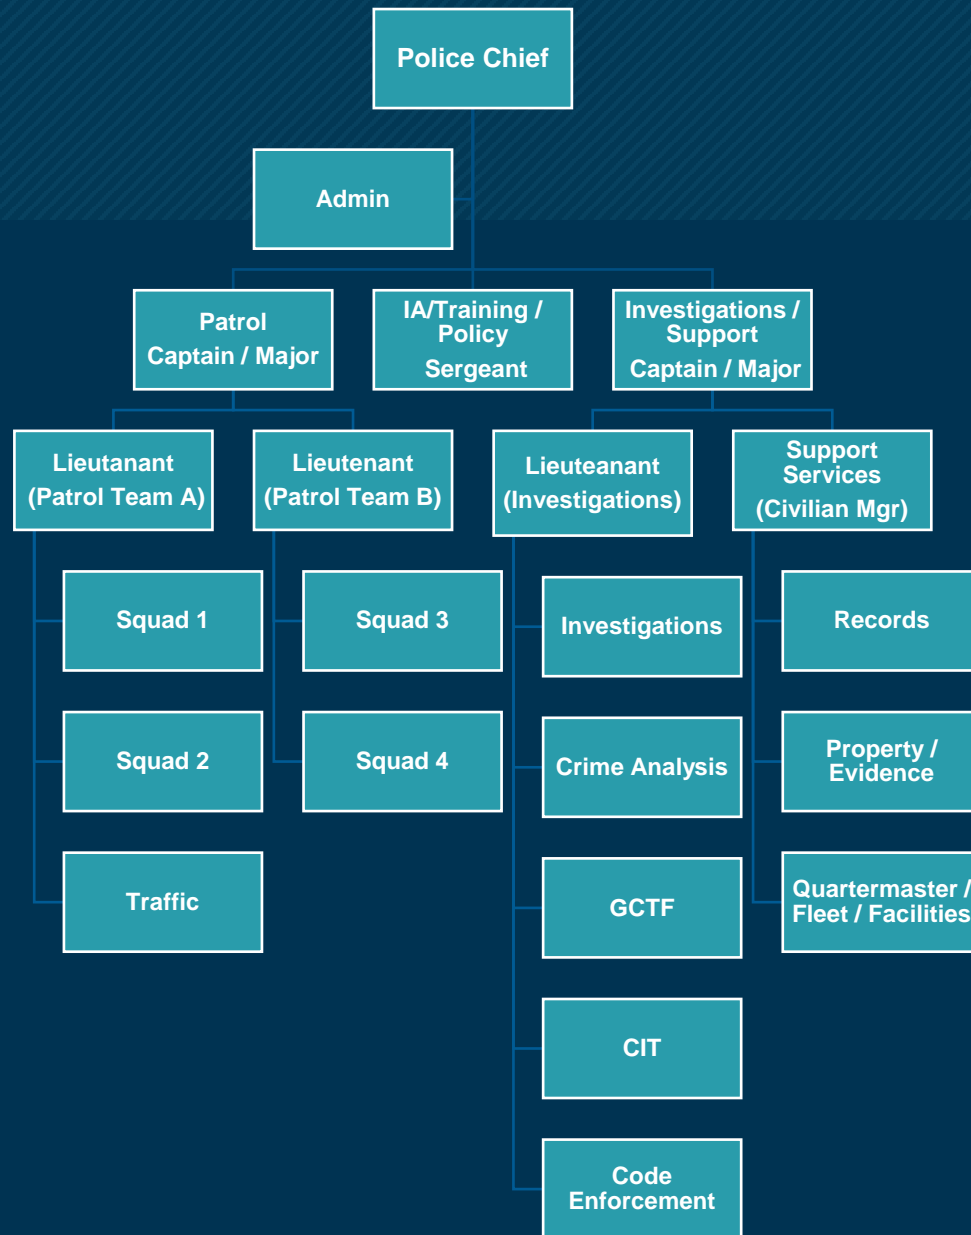 Police Chief
Admin
Patrol
Captain / Major
IA/Training /
Policy
Sergeant
Investigations /
Support
Captain / Major
Lieutanant
(Patrol Team A)
Lieutenant
(Patrol Team B)
Lieuteanant
(Investigations)
Support
Services
(Civilian Mgr)
Squad 1
Squad 2
Traffic
Squad 3
Squad 4
Investigations
Crime Analysis
GCTF
CIT
Code
Enforcement
Records
Property /
Evidence
Quartermaster /
Fleet / Facilities